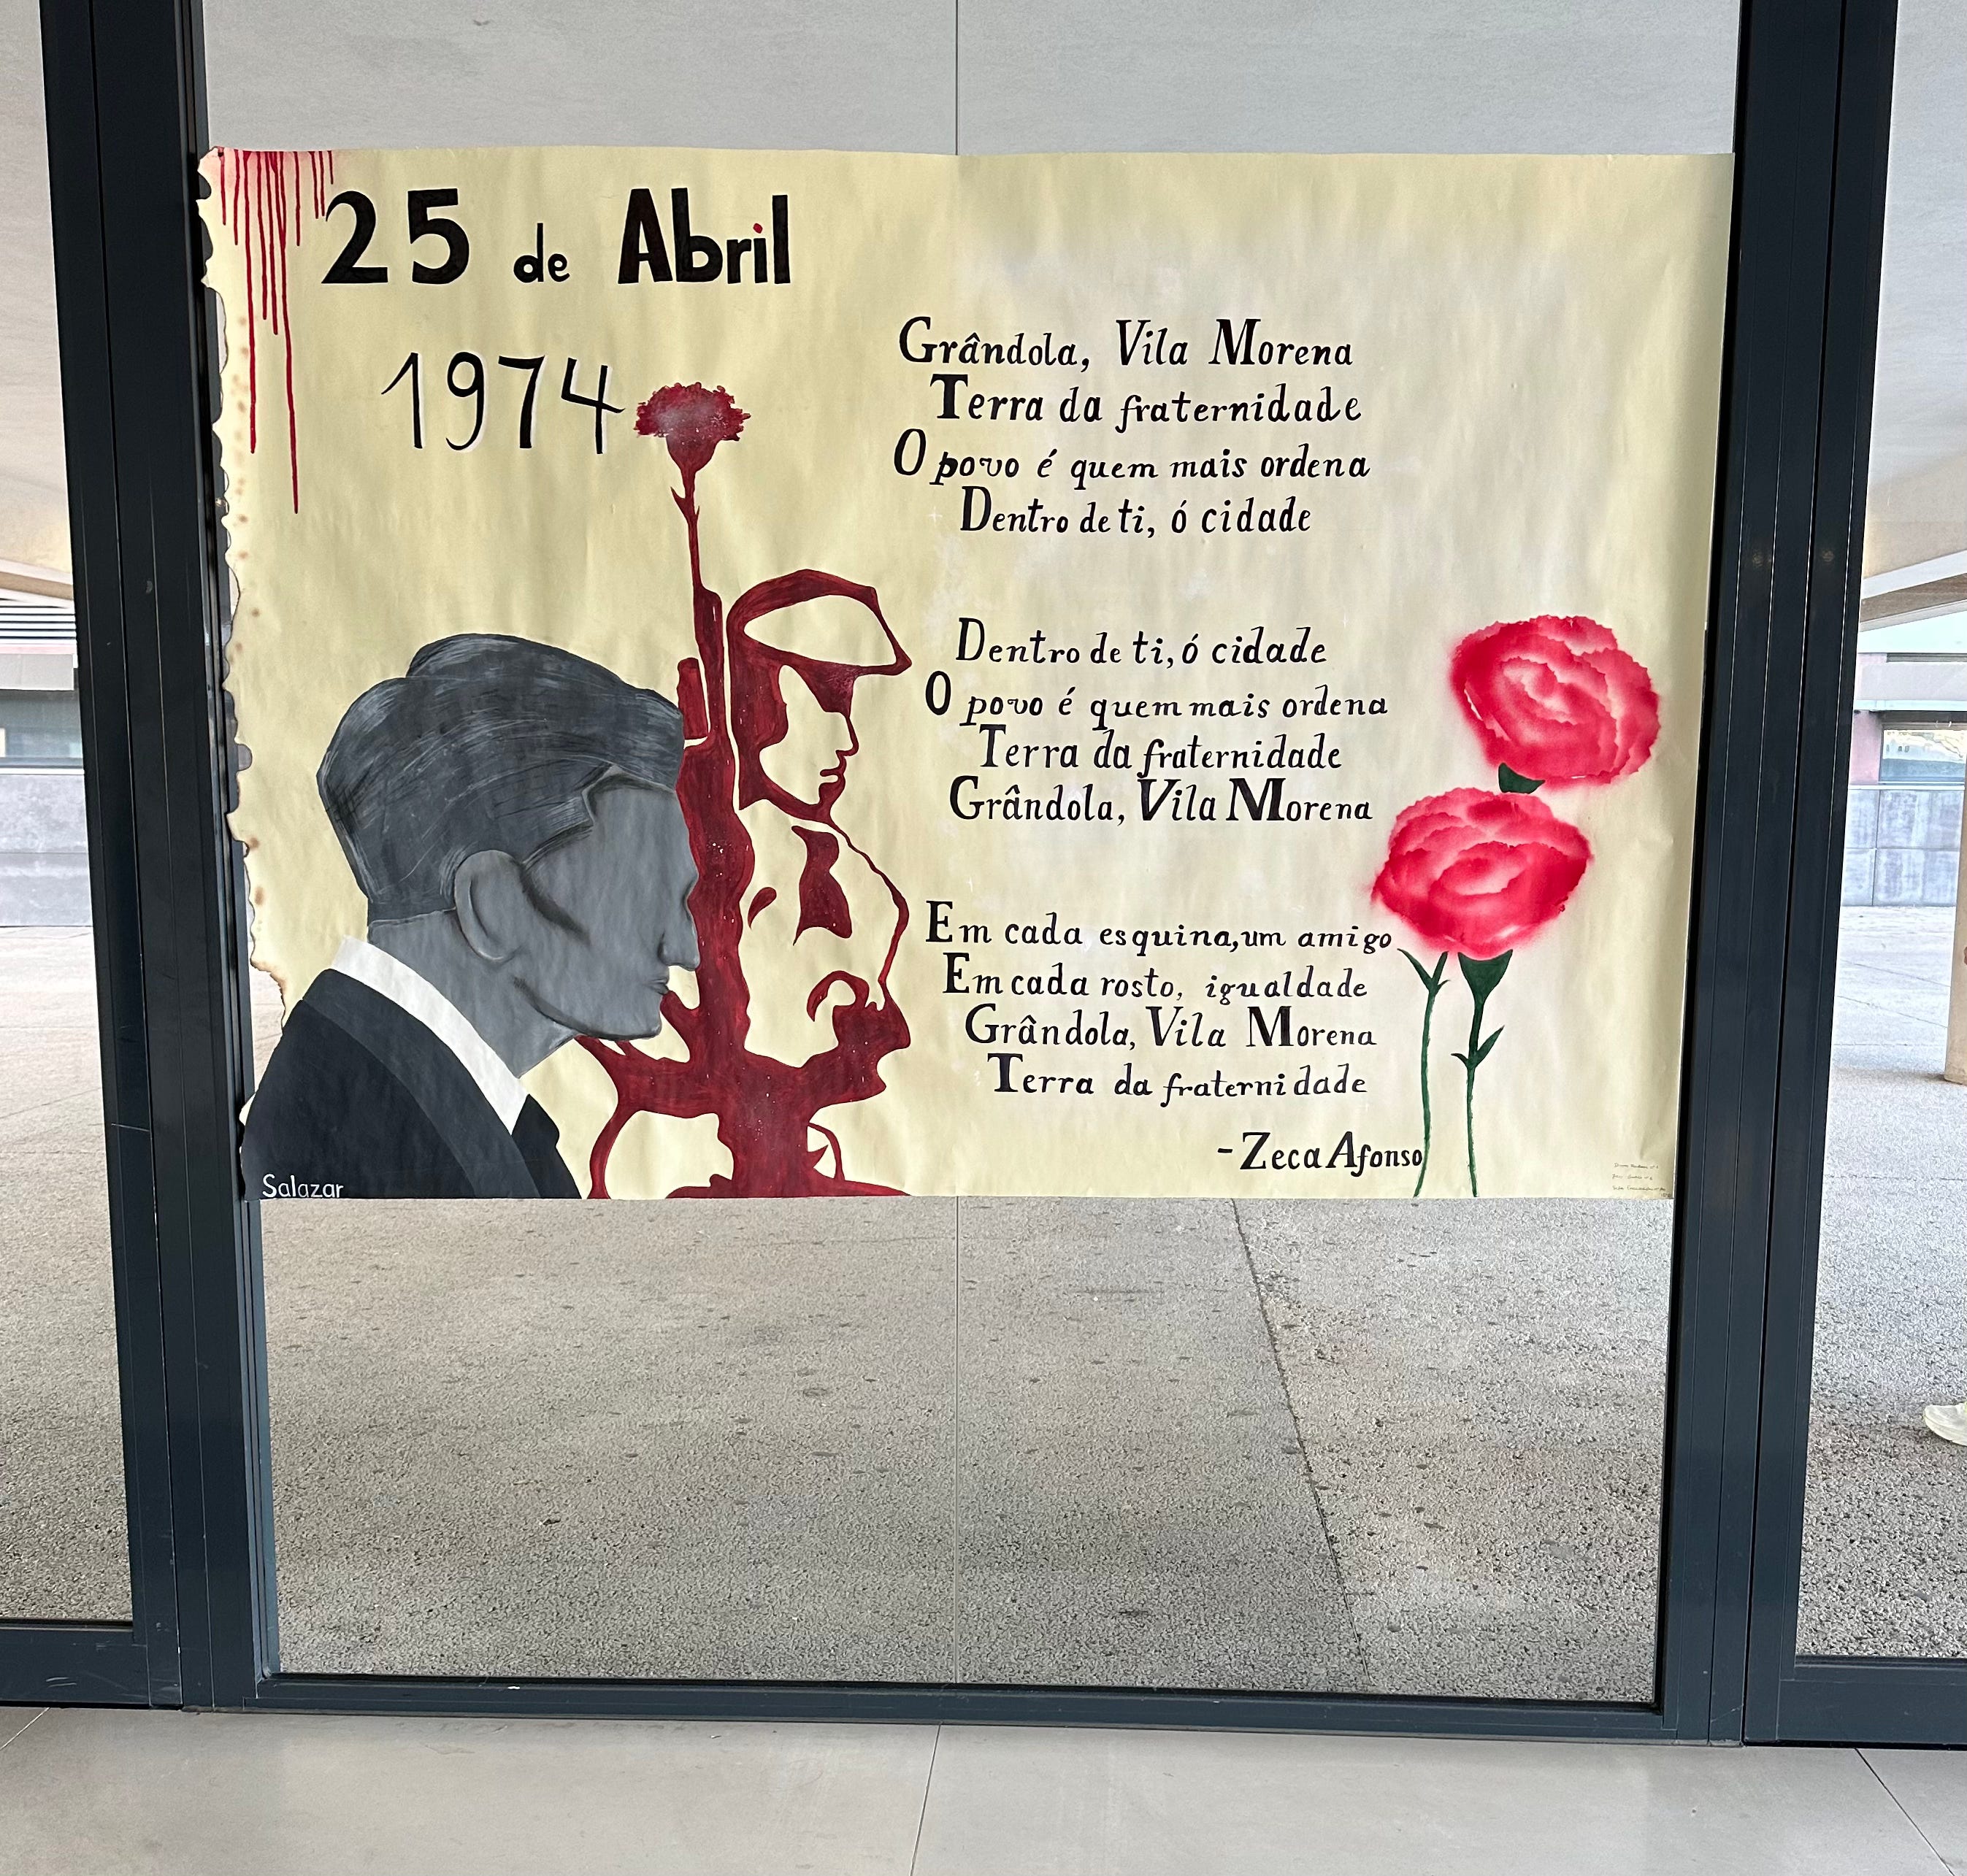 25 de Abril
1974
Grândola, Vila Morena
Terra da fraternidade
O povo é quem mais ordena
Dentro de ti, ó cidade
Dentro de ti, ó cidade
O povo é quem mais ordena
Terra da fraternidade
Grândola, Vila Morena
Em cada esquina, um amigo
Em cada rosto, igualdade
Grândola, Vila Morena
Terra da fraternidade
-Zeca Afonso
Salazar